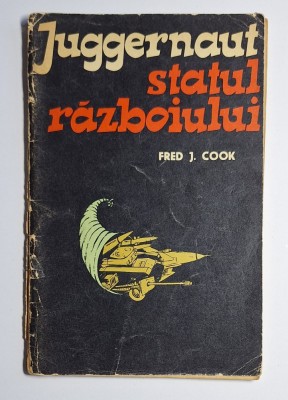 Juggernaut
statul
războiului
FRED J. COOK